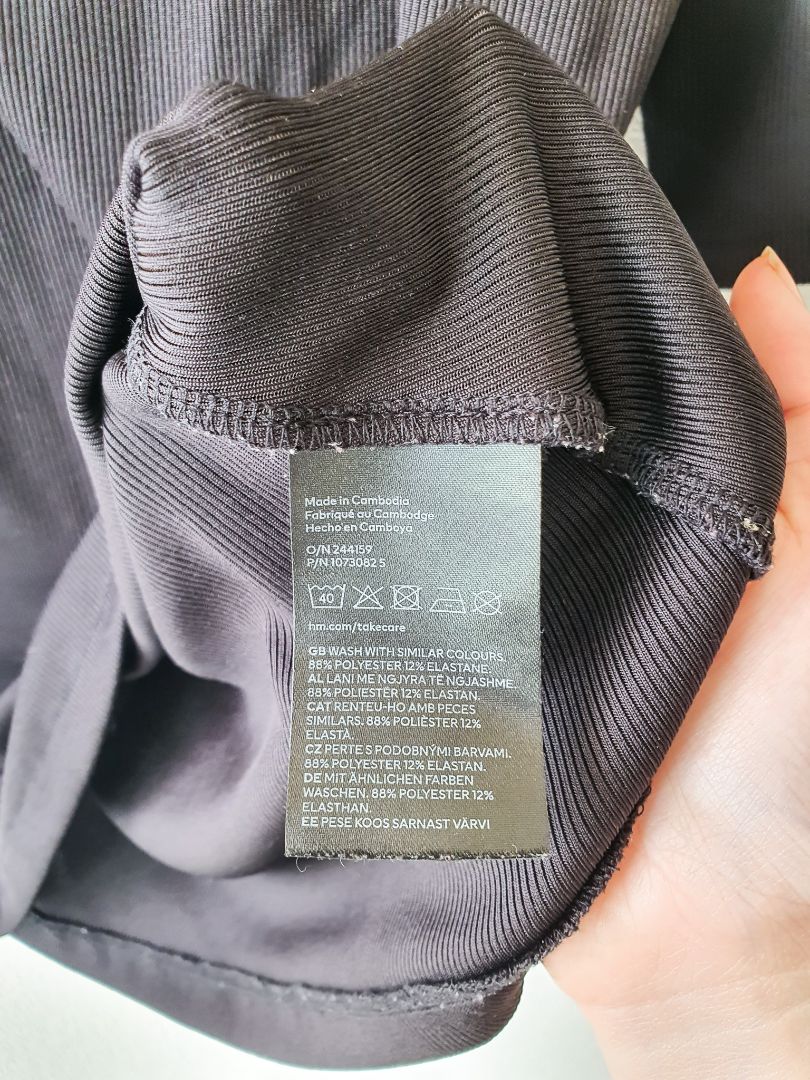 Made in Cambodia
Fabriqué au Cambodge
Hecho en Camboya
O/N 244159
P/N 1073082 5
40
hm.com/takecare
GB WASH WITH SIMILAR COLOURS.
88% POLYESTER 12% ELASTANE.
AL LANI ME NGJYRA TË NGJASHME.
88% POLIESTËR 12% ELASTAN.
CAT RENTEU-HO AMB PECES
SIMILARS. 88% POLIÈSTER 12%
ELASTÀ.
CZ PERTE S PODOBNÝMI BARVAMI.
88% POLYESTER 12% ELASTAN.
DE MIT ÄHNLICHEN FARBEN
WASCHEN. 88% POLYESTER 12%
ELASTHAN.
EE PESE KOOS SARNAST VÄRVI